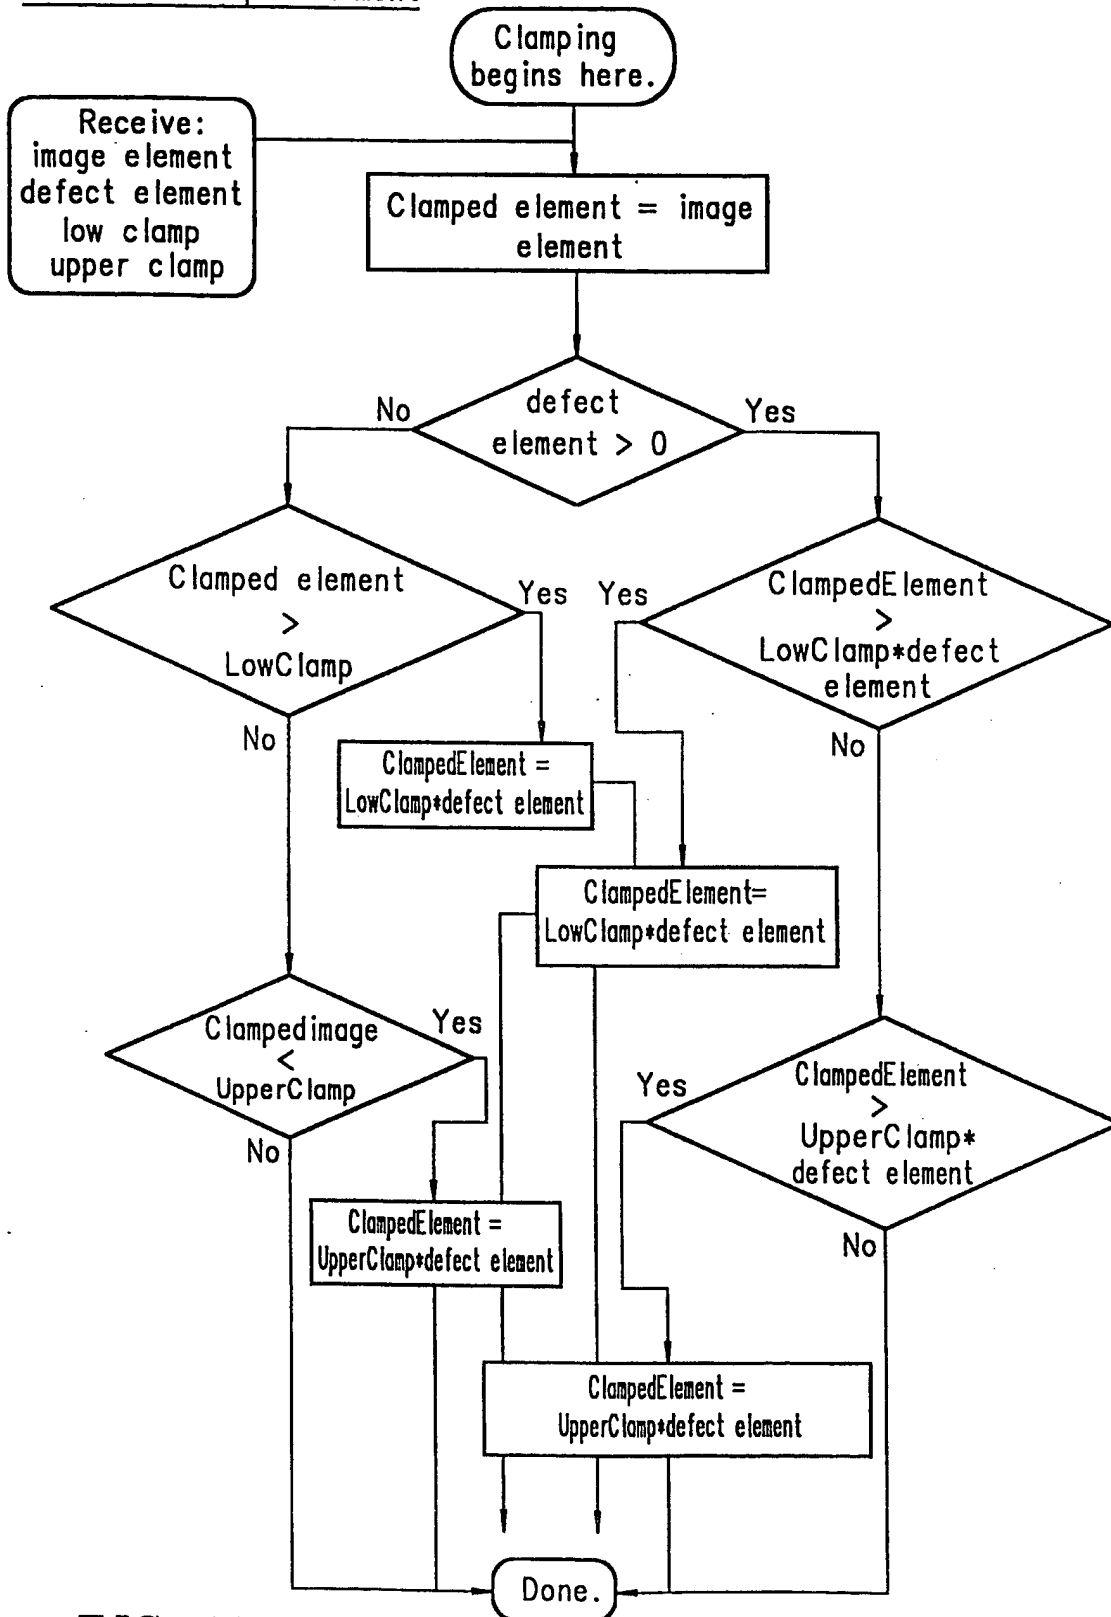 Clamping
begins here.
Receive:
image element
defect element
low clamp
upper clamp
Clamped element = image
element
defect
element > 0
No
Yes
Clamped element
>
LowClamp
Yes
No
Yes
ClampedElement
>
LowClamp*defect
element
No
ClampedElement =
LowClamp*defect element
ClampedElement=
LowClamp*defect element
Clampedimage
<
UpperClamp
Yes
No
Yes
ClampedElement
>
UpperClamp*
defect element
No
ClampedElement =
UpperClamp*defect element
ClampedElement =
UpperClamp*defect element
Done.